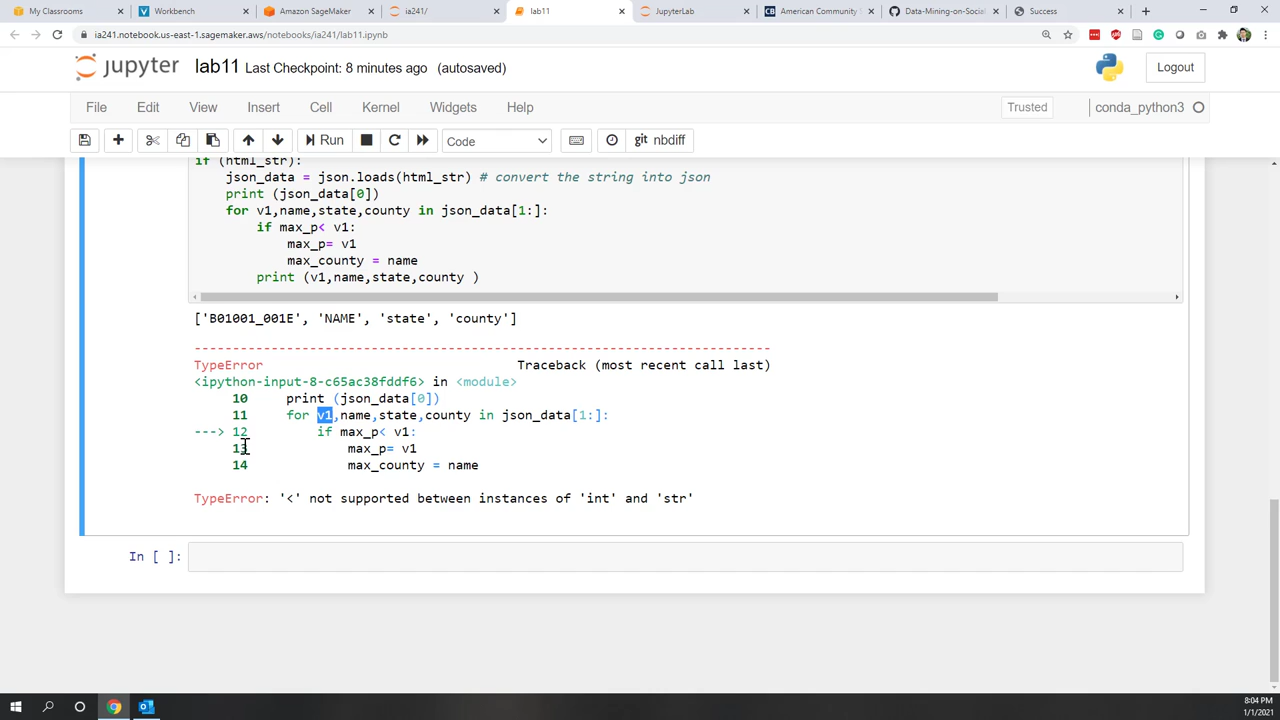 My Classrooms
Workbench
Amazon SageMaker
ia241/
lab11
JupyterLab
American Community S
Data-Mining-on-Social
Success
ia241.notebook.us-east-1.sagemaker.aws/notebooks/ia241/lab11.ipynb
jupyter lab11 Last Checkpoint: 8 minutes ago (autosaved)
Logout
File Edit View Insert Cell Kernel Widgets Help
Trusted
conda_python3
Run
Code
git nbdiff
if (html_str):
json_data = json.loads(html_str) # convert the string into json
print (json_data[0])
for v1,name,state,county in json_data[1:]:
if max_p< v1:
max_p= v1
max_county = name
print (v1,name,state,county )
['B01001_001E', 'NAME', 'state', 'county']
---------------------------------------------------------------------------
TypeError Traceback (most recent call last)
<ipython-input-8-c65ac38fddf6> in <module>
10 print (json_data[0])
11 for v1,name,state,county in json_data[1:]:
---> 12 if max_p< v1:
13 max_p= v1
14 max_county = name
TypeError: '<' not supported between instances of 'int' and 'str'
In [ ]:
8:04 PM
1/1/2021